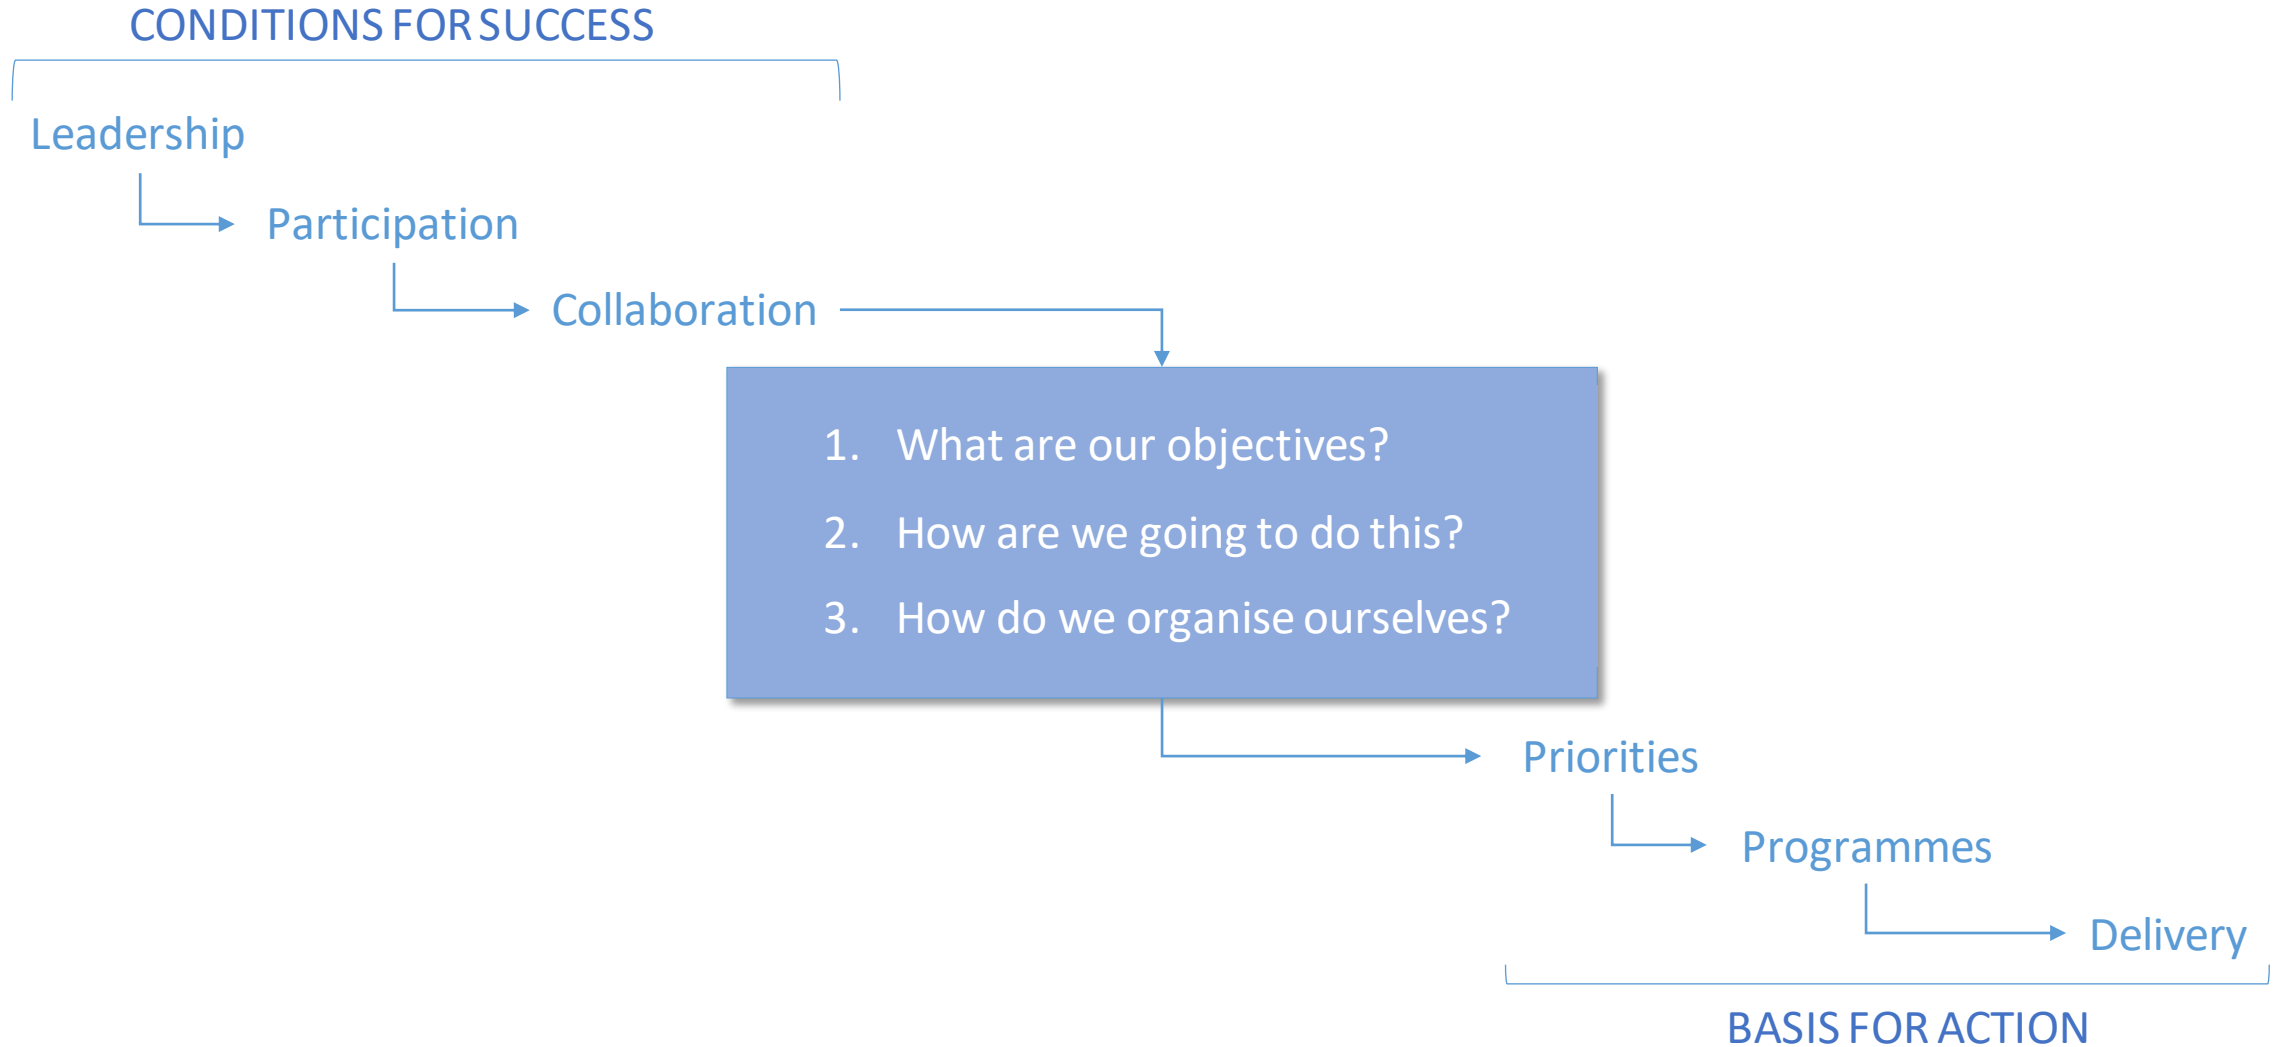 CONDITIONS FOR SUCCESS
Leadership
Participation
Collaboration
1. What are our objectives?
2. How are we going to do this?
3. How do we organise ourselves?
Priorities
Programmes
Delivery
BASIS FOR ACTION